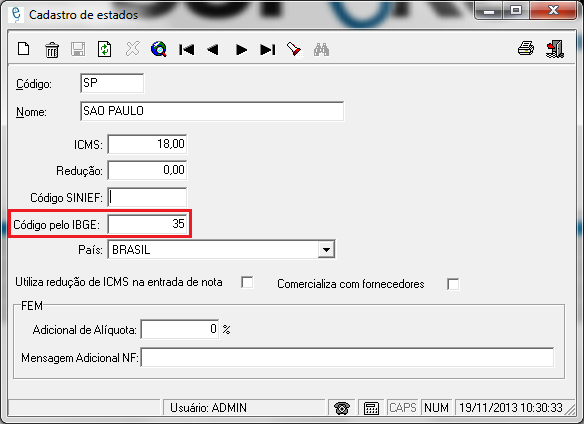 Cadastro de estados
Código: SP
Nome: SAO PAULO
ICMS: 18,00
Redução: 0,00
Código SINIEF:
Código pelo IBGE: 35
País: BRASIL
Utiliza redução de ICMS na entrada de nota Comercializa com fornecedores
FEM
Adicional de Alíquota: 0 %
Mensagem Adicional NF:
Usuário: ADMIN CAPS NUM 19/11/2013 10:30:33